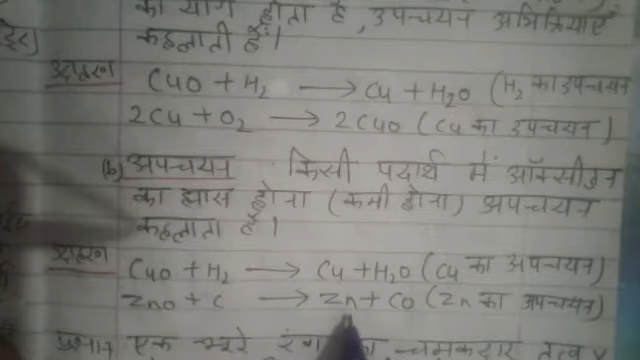 का योग होता है, उपचयन अभिक्रियाएँ
कहलाती हैं।
उदाहरण CuO + H2 → Cu + H2O (H2 का उपचयन
2Cu + O2 → 2CuO (Cu का उपचयन)
(b) अपचयन किसी पदार्थ में ऑक्सीजन
का ह्रास होना (कमी होना) अपचयन
कहलाता है।
उदाहरण CuO + H2 → Cu + H2O (Cu का अपचयन)
ZnO + C → Zn + CO (Zn का अपचयन)
प्रश्न एक भूरे रंग का चमकदार तत्व